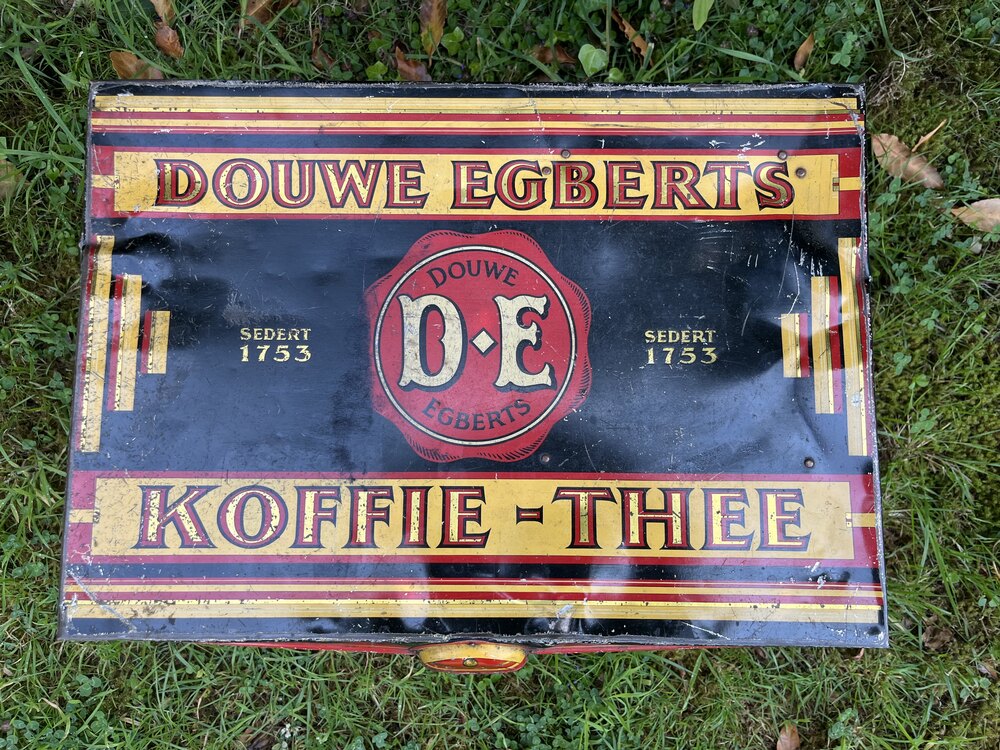 DOUWE EGBERTS
DOUWE
D·E
EGBERTS
SEDERT
1753
SEDERT
1753
KOFFIE - THEE